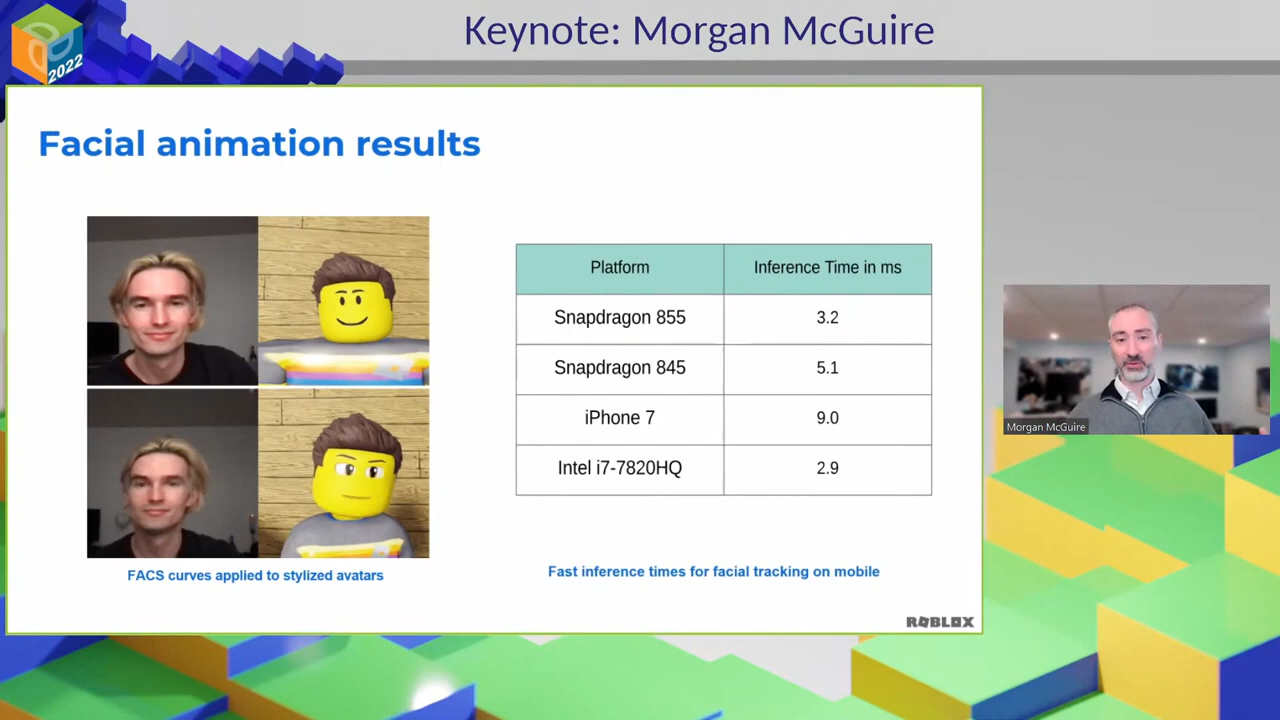 Keynote: Morgan McGuire
2022
Facial animation results
Platform Inference Time in ms
Snapdragon 855 3.2
Snapdragon 845 5.1
iPhone 7 9.0
Intel i7-7820HQ 2.9
FACS curves applied to stylized avatars
Fast inference times for facial tracking on mobile
ROBLOX
Morgan McGuire